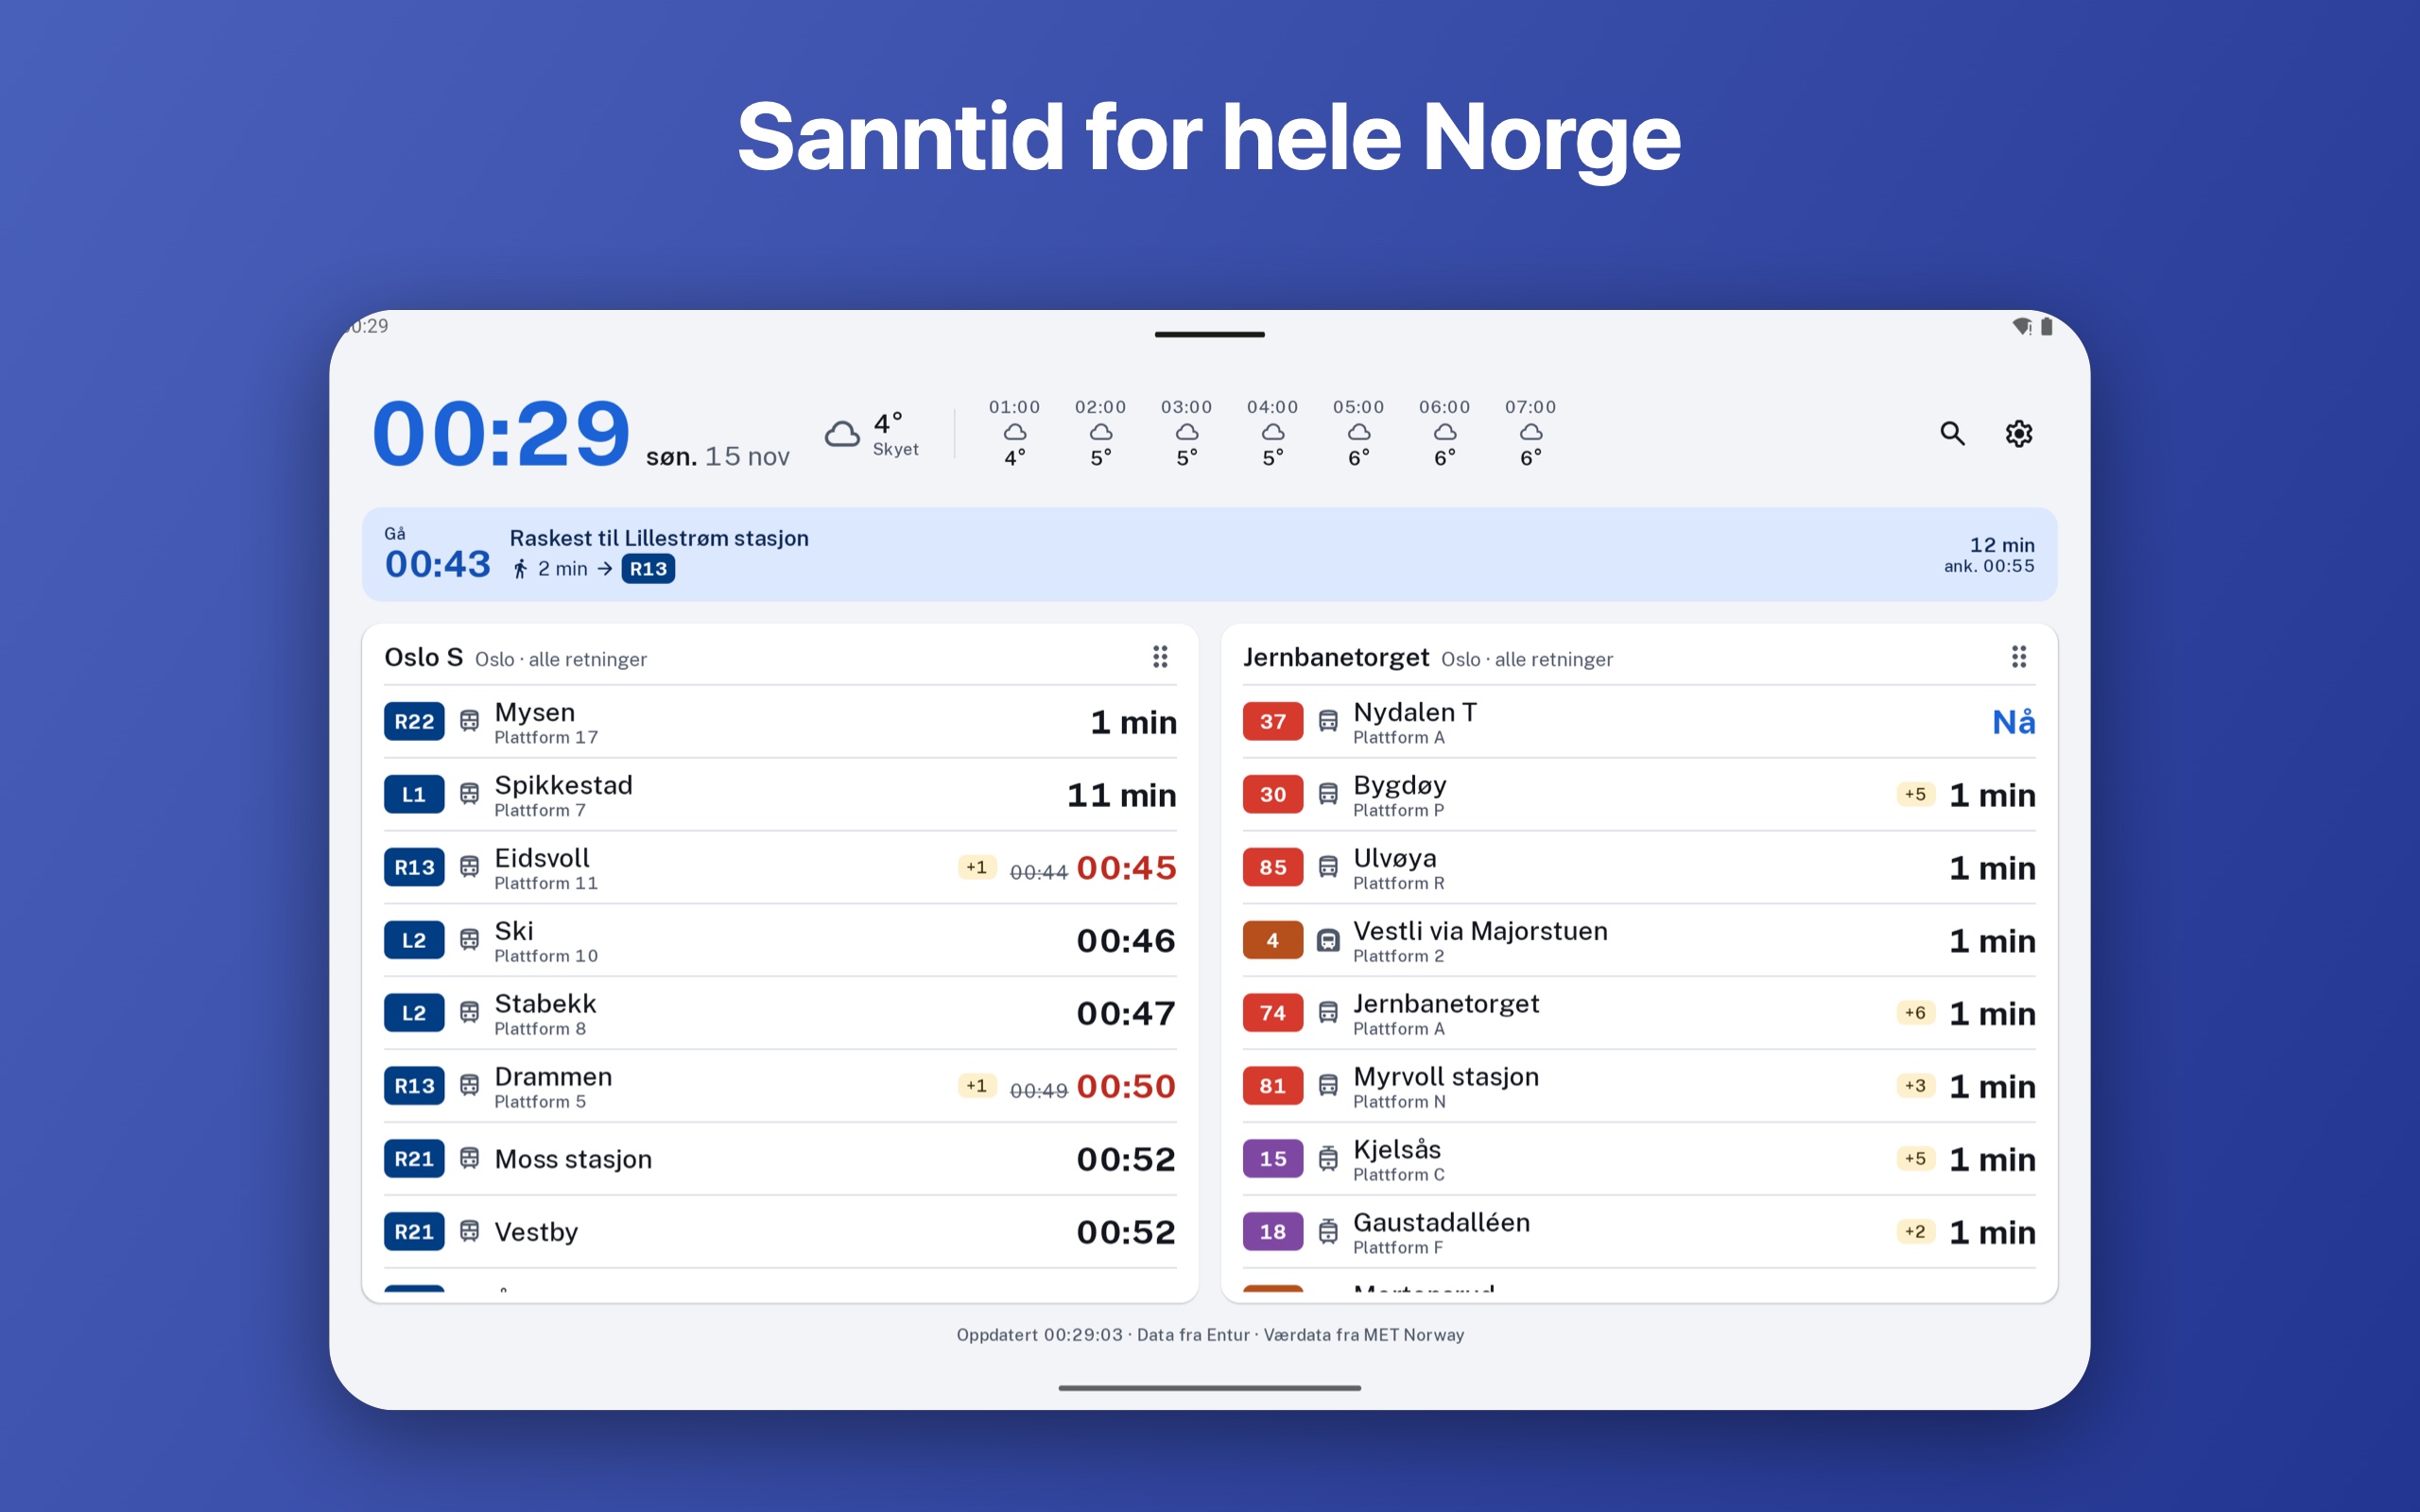 Sanntid for hele Norge
0:29
00:29 søn. 15 nov
4°
Skyet
01:00 02:00 03:00 04:00 05:00 06:00 07:00
4° 5° 5° 5° 6° 6° 6°
Gå
00:43
Raskest til Lillestrøm stasjon
2 min → R13
12 min
ank. 00:55
Oslo S Oslo · alle retninger
R22 Mysen 1 min
Plattform 17
L1 Spikkestad 11 min
Plattform 7
R13 Eidsvoll +1 00:44 00:45
Plattform 11
L2 Ski 00:46
Plattform 10
L2 Stabekk 00:47
Plattform 8
R13 Drammen +1 00:49 00:50
Plattform 5
R21 Moss stasjon 00:52
R21 Vestby 00:52
Jernbanetorget Oslo · alle retninger
37 Nydalen T Nå
Plattform A
30 Bygdøy +5 1 min
Plattform P
85 Ulvøya 1 min
Plattform R
4 Vestli via Majorstuen 1 min
Plattform 2
74 Jernbanetorget +6 1 min
Plattform A
81 Myrvoll stasjon +3 1 min
Plattform N
15 Kjelsås +5 1 min
Plattform C
18 Gaustadalléen +2 1 min
Plattform F
Oppdatert 00:29:03 · Data fra Entur · Værdata fra MET Norway